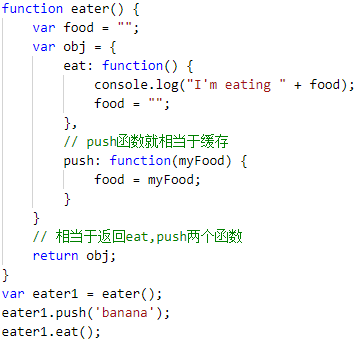 function eater() {
    var food = "";
    var obj = {
        eat: function() {
            console.log("I'm eating " + food);
            food = "";
        },
        // push函数就相当于缓存
        push: function(myFood) {
            food = myFood;
        }
    }
    // 相当于返回eat,push两个函数
    return obj;
}
var eater1 = eater();
eater1.push('banana');
eater1.eat();